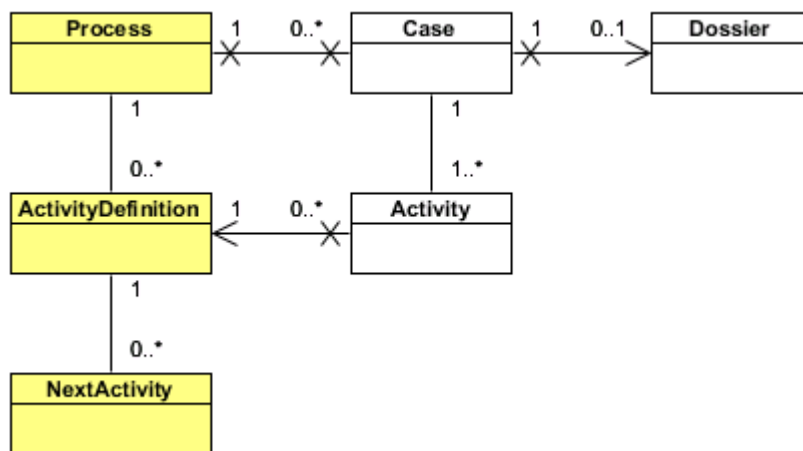 Process 1 0..* Case 1 0..1 Dossier
1 1
0..* 1..*
ActivityDefinition 1 0..* Activity
1
0..*
NextActivity